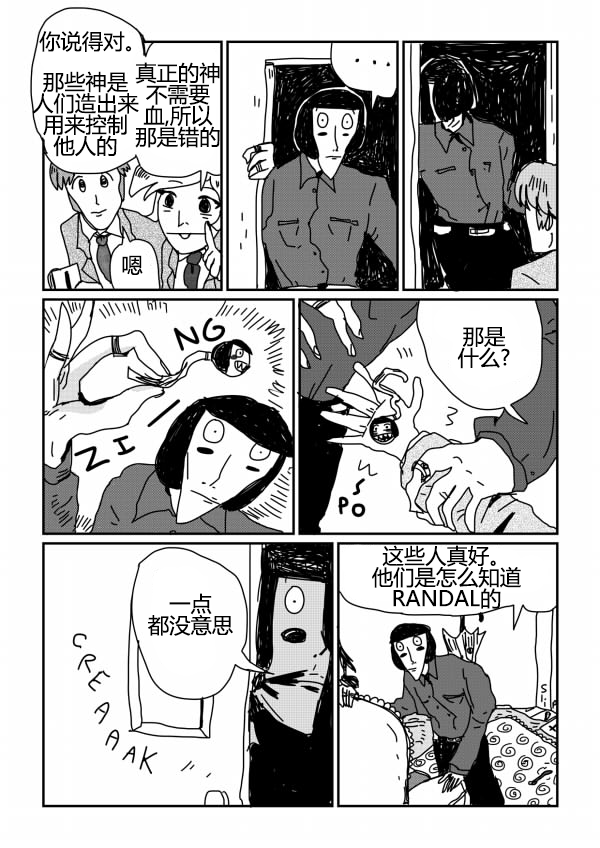 你说得对。
那些神是
人们造出来
用来控制
他人的
真正的神
不需要
血,所以
那是错的
嗯
...
ZIING
那是
什么?
SPO
一点
都没意思
CREAAAK
这些人真好。
他们是怎么知道
RANDAL的